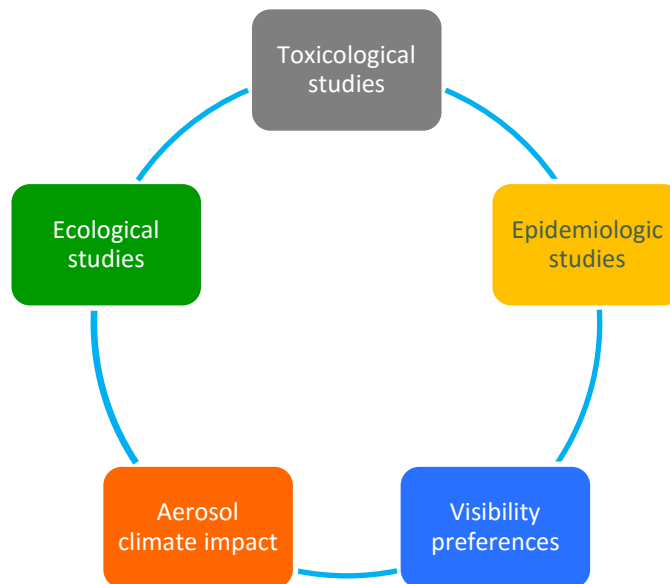 Toxicological
studies
Ecological
studies
Epidemiologic
studies
Aerosol
climate impact
Visibility
preferences